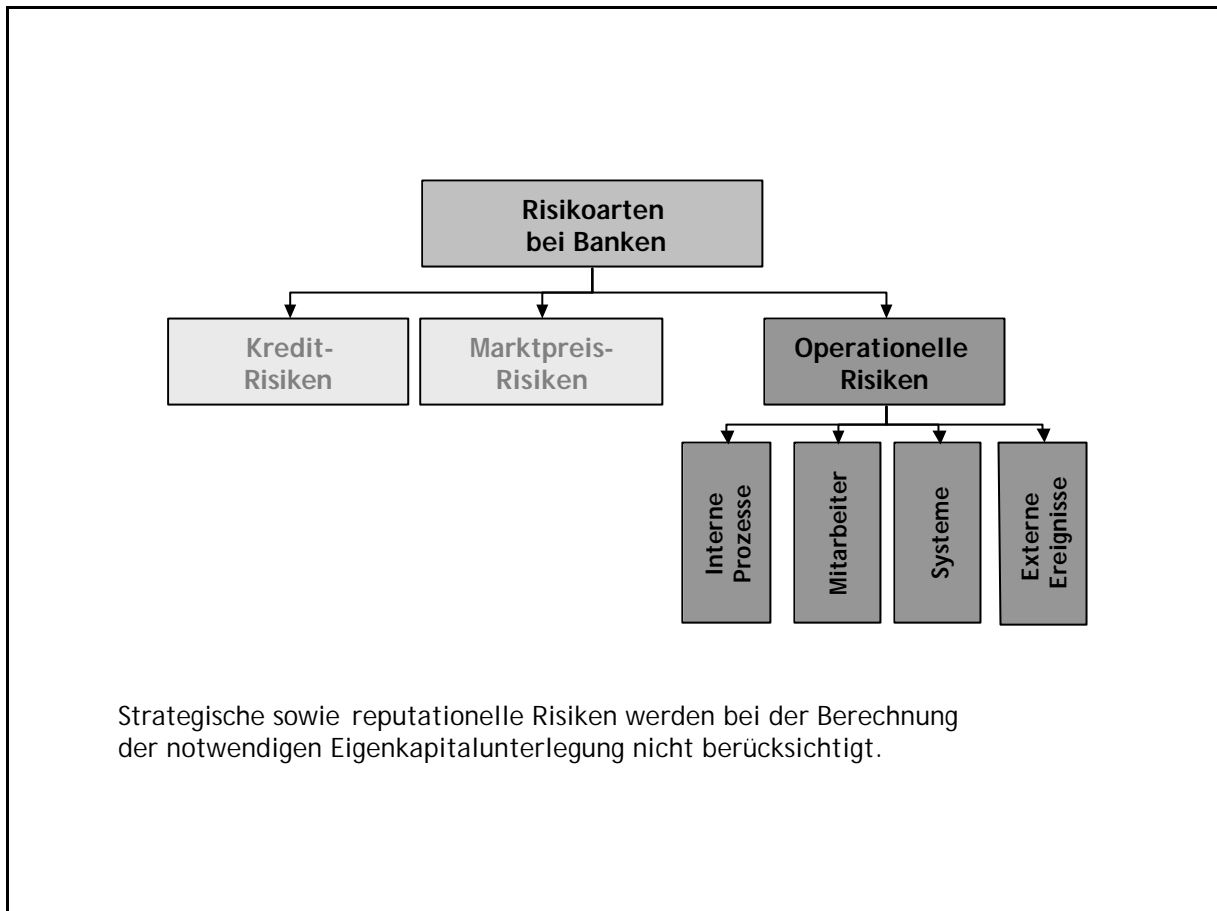 Risikoarten
bei Banken
Kredit-
Risiken
Marktpreis-
Risiken
Operationelle
Risiken
Interne
Prozesse
Mitarbeiter
Systeme
Externe
Ereignisse
Strategische sowie reputationelle Risiken werden bei der Berechnung
der notwendigen Eigenkapitalunterlegung nicht berücksichtigt.